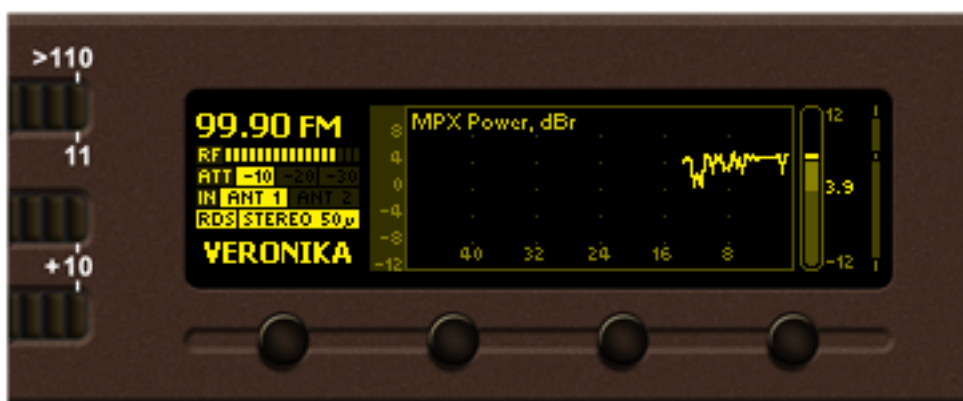 >110
11
+10
99.90 FM
RF
ATT -10 -20 -30
IN ANT 1 ANT 2
RDS STEREO 50µ
VERONIKA
MPX Power, dBr
8
4
0
-4
-8
-12
40 32 24 16 8
12
3.9
-12